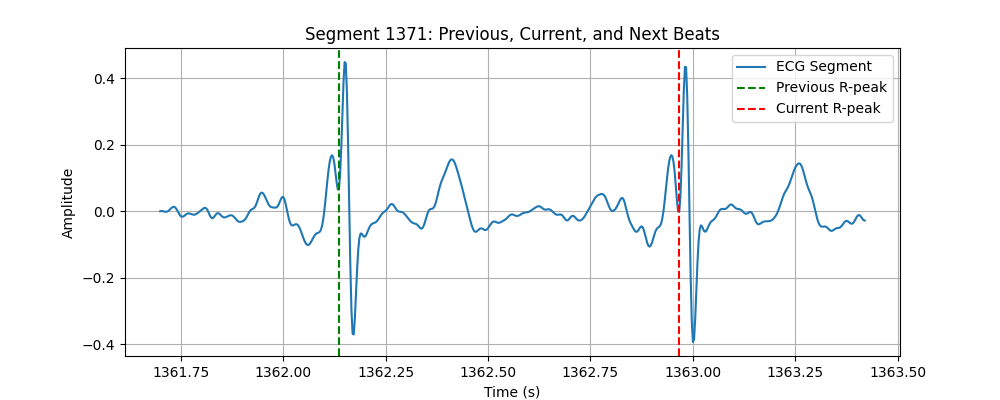 Segment 1371: Previous, Current, and Next Beats
ECG Segment
Previous R-peak
Current R-peak
Amplitude
0.4
0.2
0.0
−0.2
−0.4
1361.75 1362.00 1362.25 1362.50 1362.75 1363.00 1363.25 1363.50
Time (s)